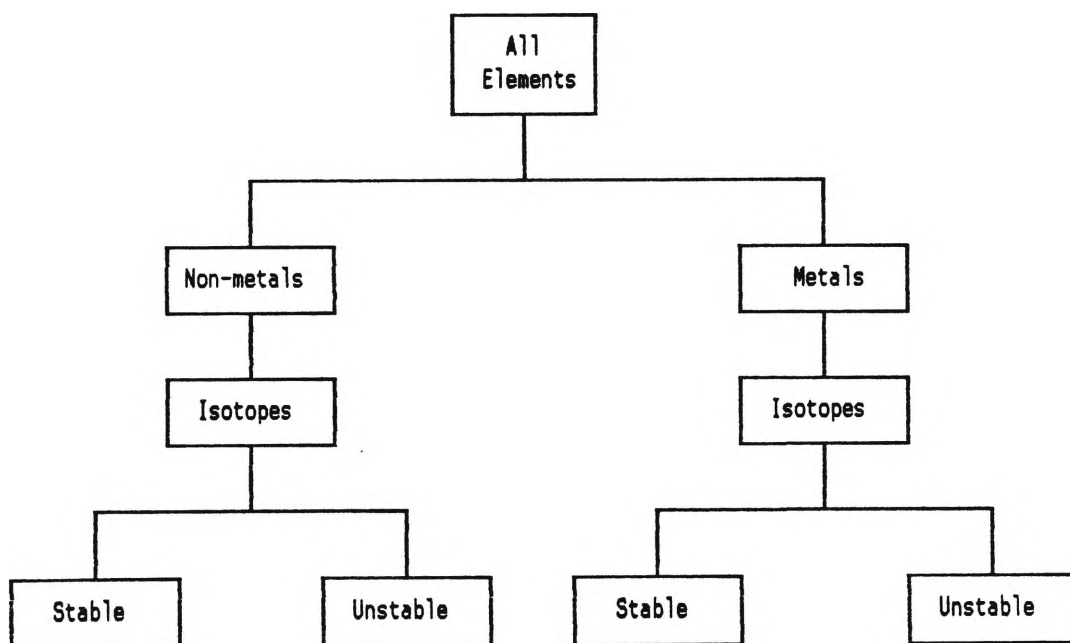 All
Elements
Non-metals
Metals
Isotopes
Isotopes
Stable
Unstable
Stable
Unstable